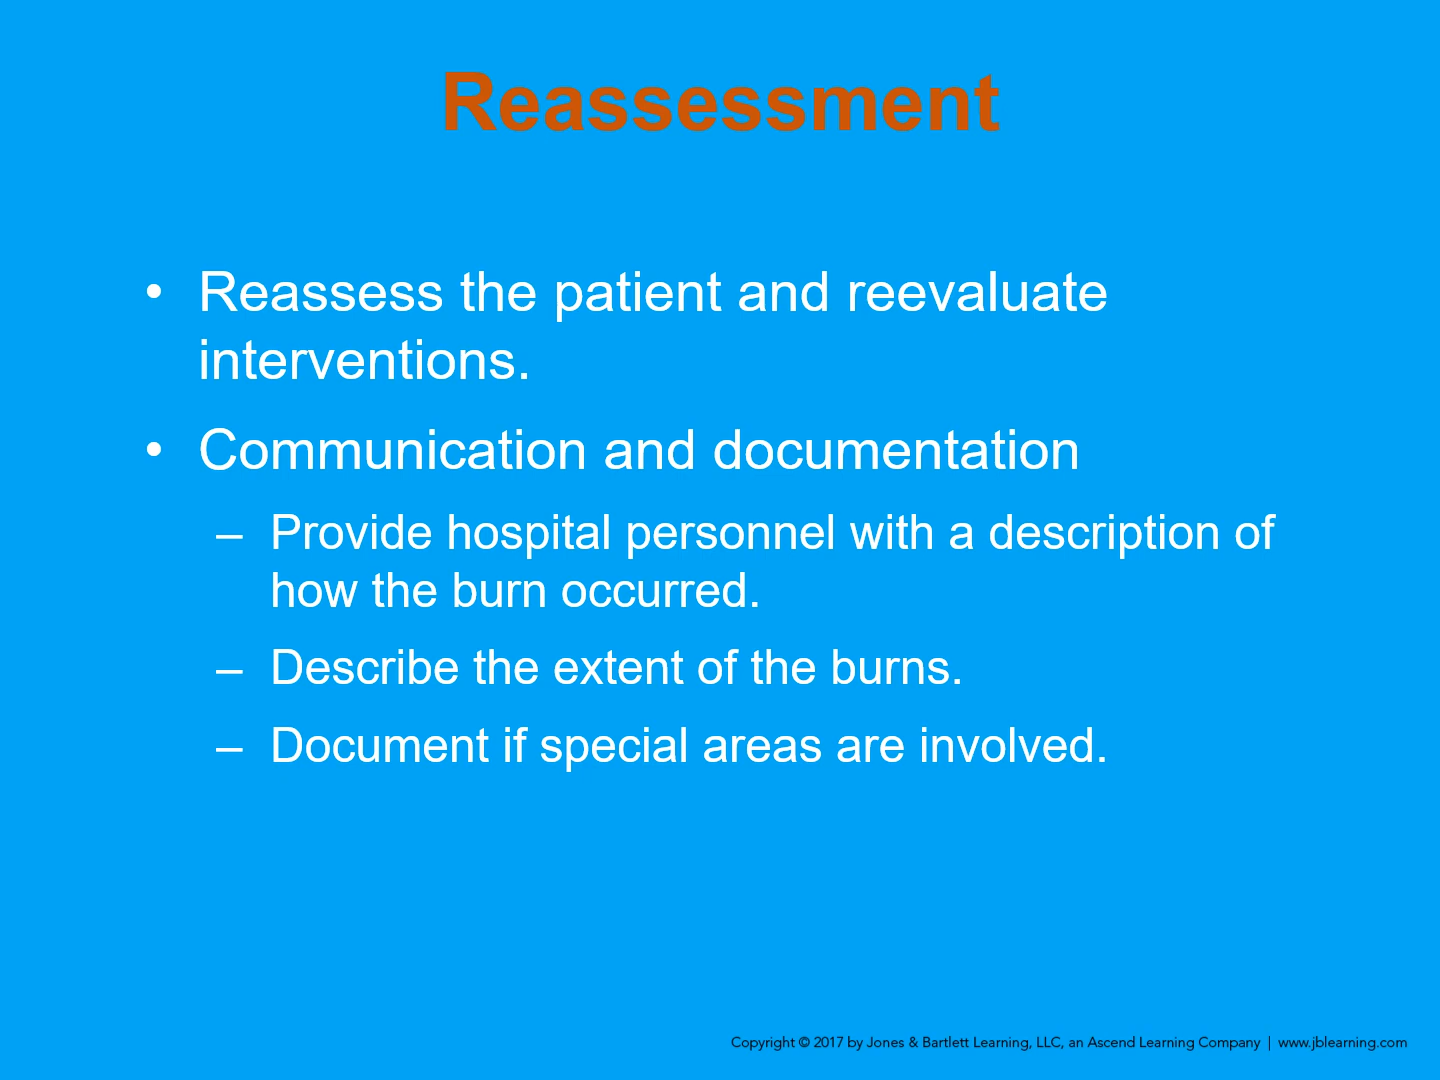 Reassessment
• Reassess the patient and reevaluate
interventions.
• Communication and documentation
– Provide hospital personnel with a description of
how the burn occurred.
– Describe the extent of the burns.
– Document if special areas are involved.
Copyright © 2017 by Jones & Bartlett Learning, LLC, an Ascend Learning Company | www.jblearning.com